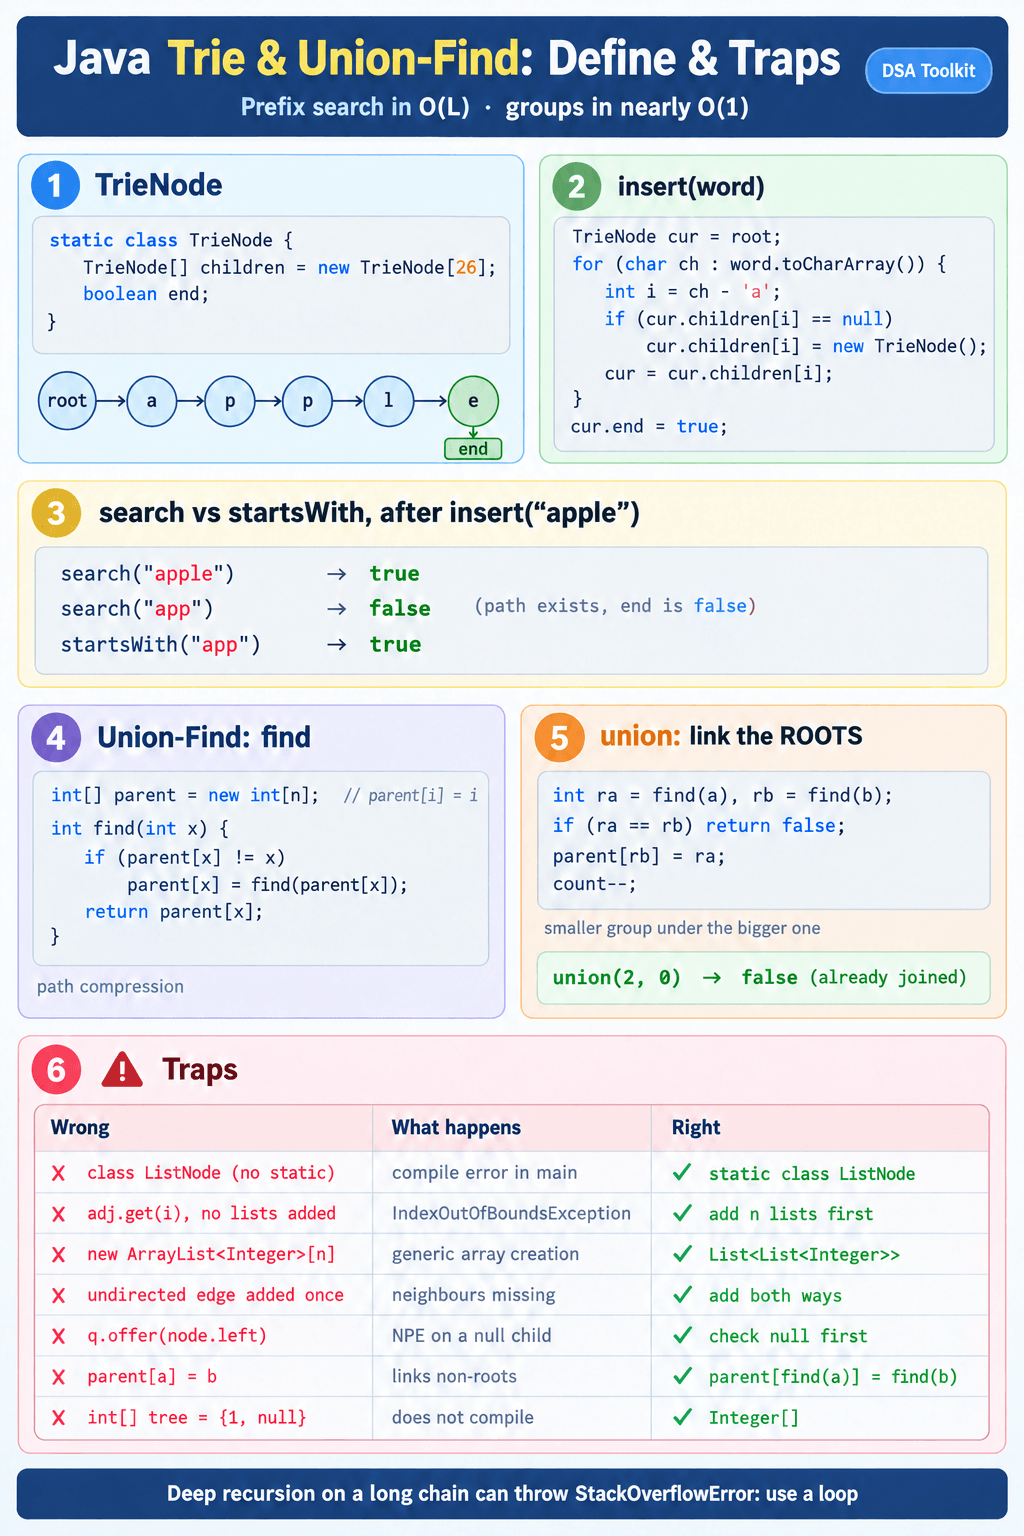 Java Trie & Union-Find: Define & Traps
DSA Toolkit
Prefix search in O(L) · groups in nearly O(1)
1 TrieNode
static class TrieNode {
    TrieNode[] children = new TrieNode[26];
    boolean end;
}
root → a → p → p → l → e
end
2 insert(word)
TrieNode cur = root;
for (char ch : word.toCharArray()) {
    int i = ch - 'a';
    if (cur.children[i] == null)
        cur.children[i] = new TrieNode();
    cur = cur.children[i];
}
cur.end = true;
3 search vs startsWith, after insert(“apple”)
search("apple") → true
search("app") → false (path exists, end is false)
startsWith("app") → true
4 Union-Find: find
int[] parent = new int[n]; // parent[i] = i
int find(int x) {
    if (parent[x] != x)
        parent[x] = find(parent[x]);
    return parent[x];
}
path compression
5 union: link the ROOTS
int ra = find(a), rb = find(b);
if (ra == rb) return false;
parent[rb] = ra;
count--;
smaller group under the bigger one
union(2, 0) → false (already joined)
6 ⚠ Traps
Wrong What happens Right
✗ class ListNode (no static) compile error in main ✓ static class ListNode
✗ adj.get(i), no lists added IndexOutOfBoundsException ✓ add n lists first
✗ new ArrayList<Integer>[n] generic array creation ✓ List<List<Integer>>
✗ undirected edge added once neighbours missing ✓ add both ways
✗ q.offer(node.left) NPE on a null child ✓ check null first
✗ parent[a] = b links non-roots ✓ parent[find(a)] = find(b)
✗ int[] tree = {1, null} does not compile ✓ Integer[]
Deep recursion on a long chain can throw StackOverflowError: use a loop